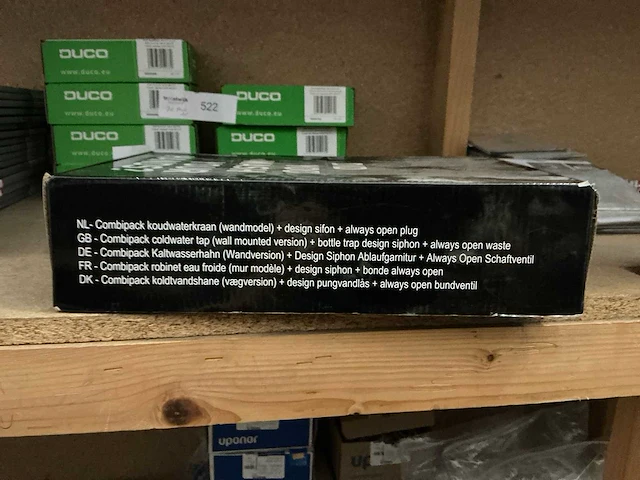 DUCO
www.duco.eu
DUCO
522
DUCO
DUCO
www.duco
DUCO
NL- Combipack koudwaterkraan (wandmodel) + design sifon + always open plug
GB - Combipack coldwater tap (wall mounted version) + bottle trap design siphon + always open waste
DE - Combipack Kaltwasserhahn (Wandversion) + Design Siphon Ablaufgarnitur + Always Open Schaftventil
FR - Combipack robinet eau froide (mur modèle) + design siphon + bonde always open
DK - Combipack koldtvandshane (vægversion) + design pungvandlås + always open bundventil
uponor